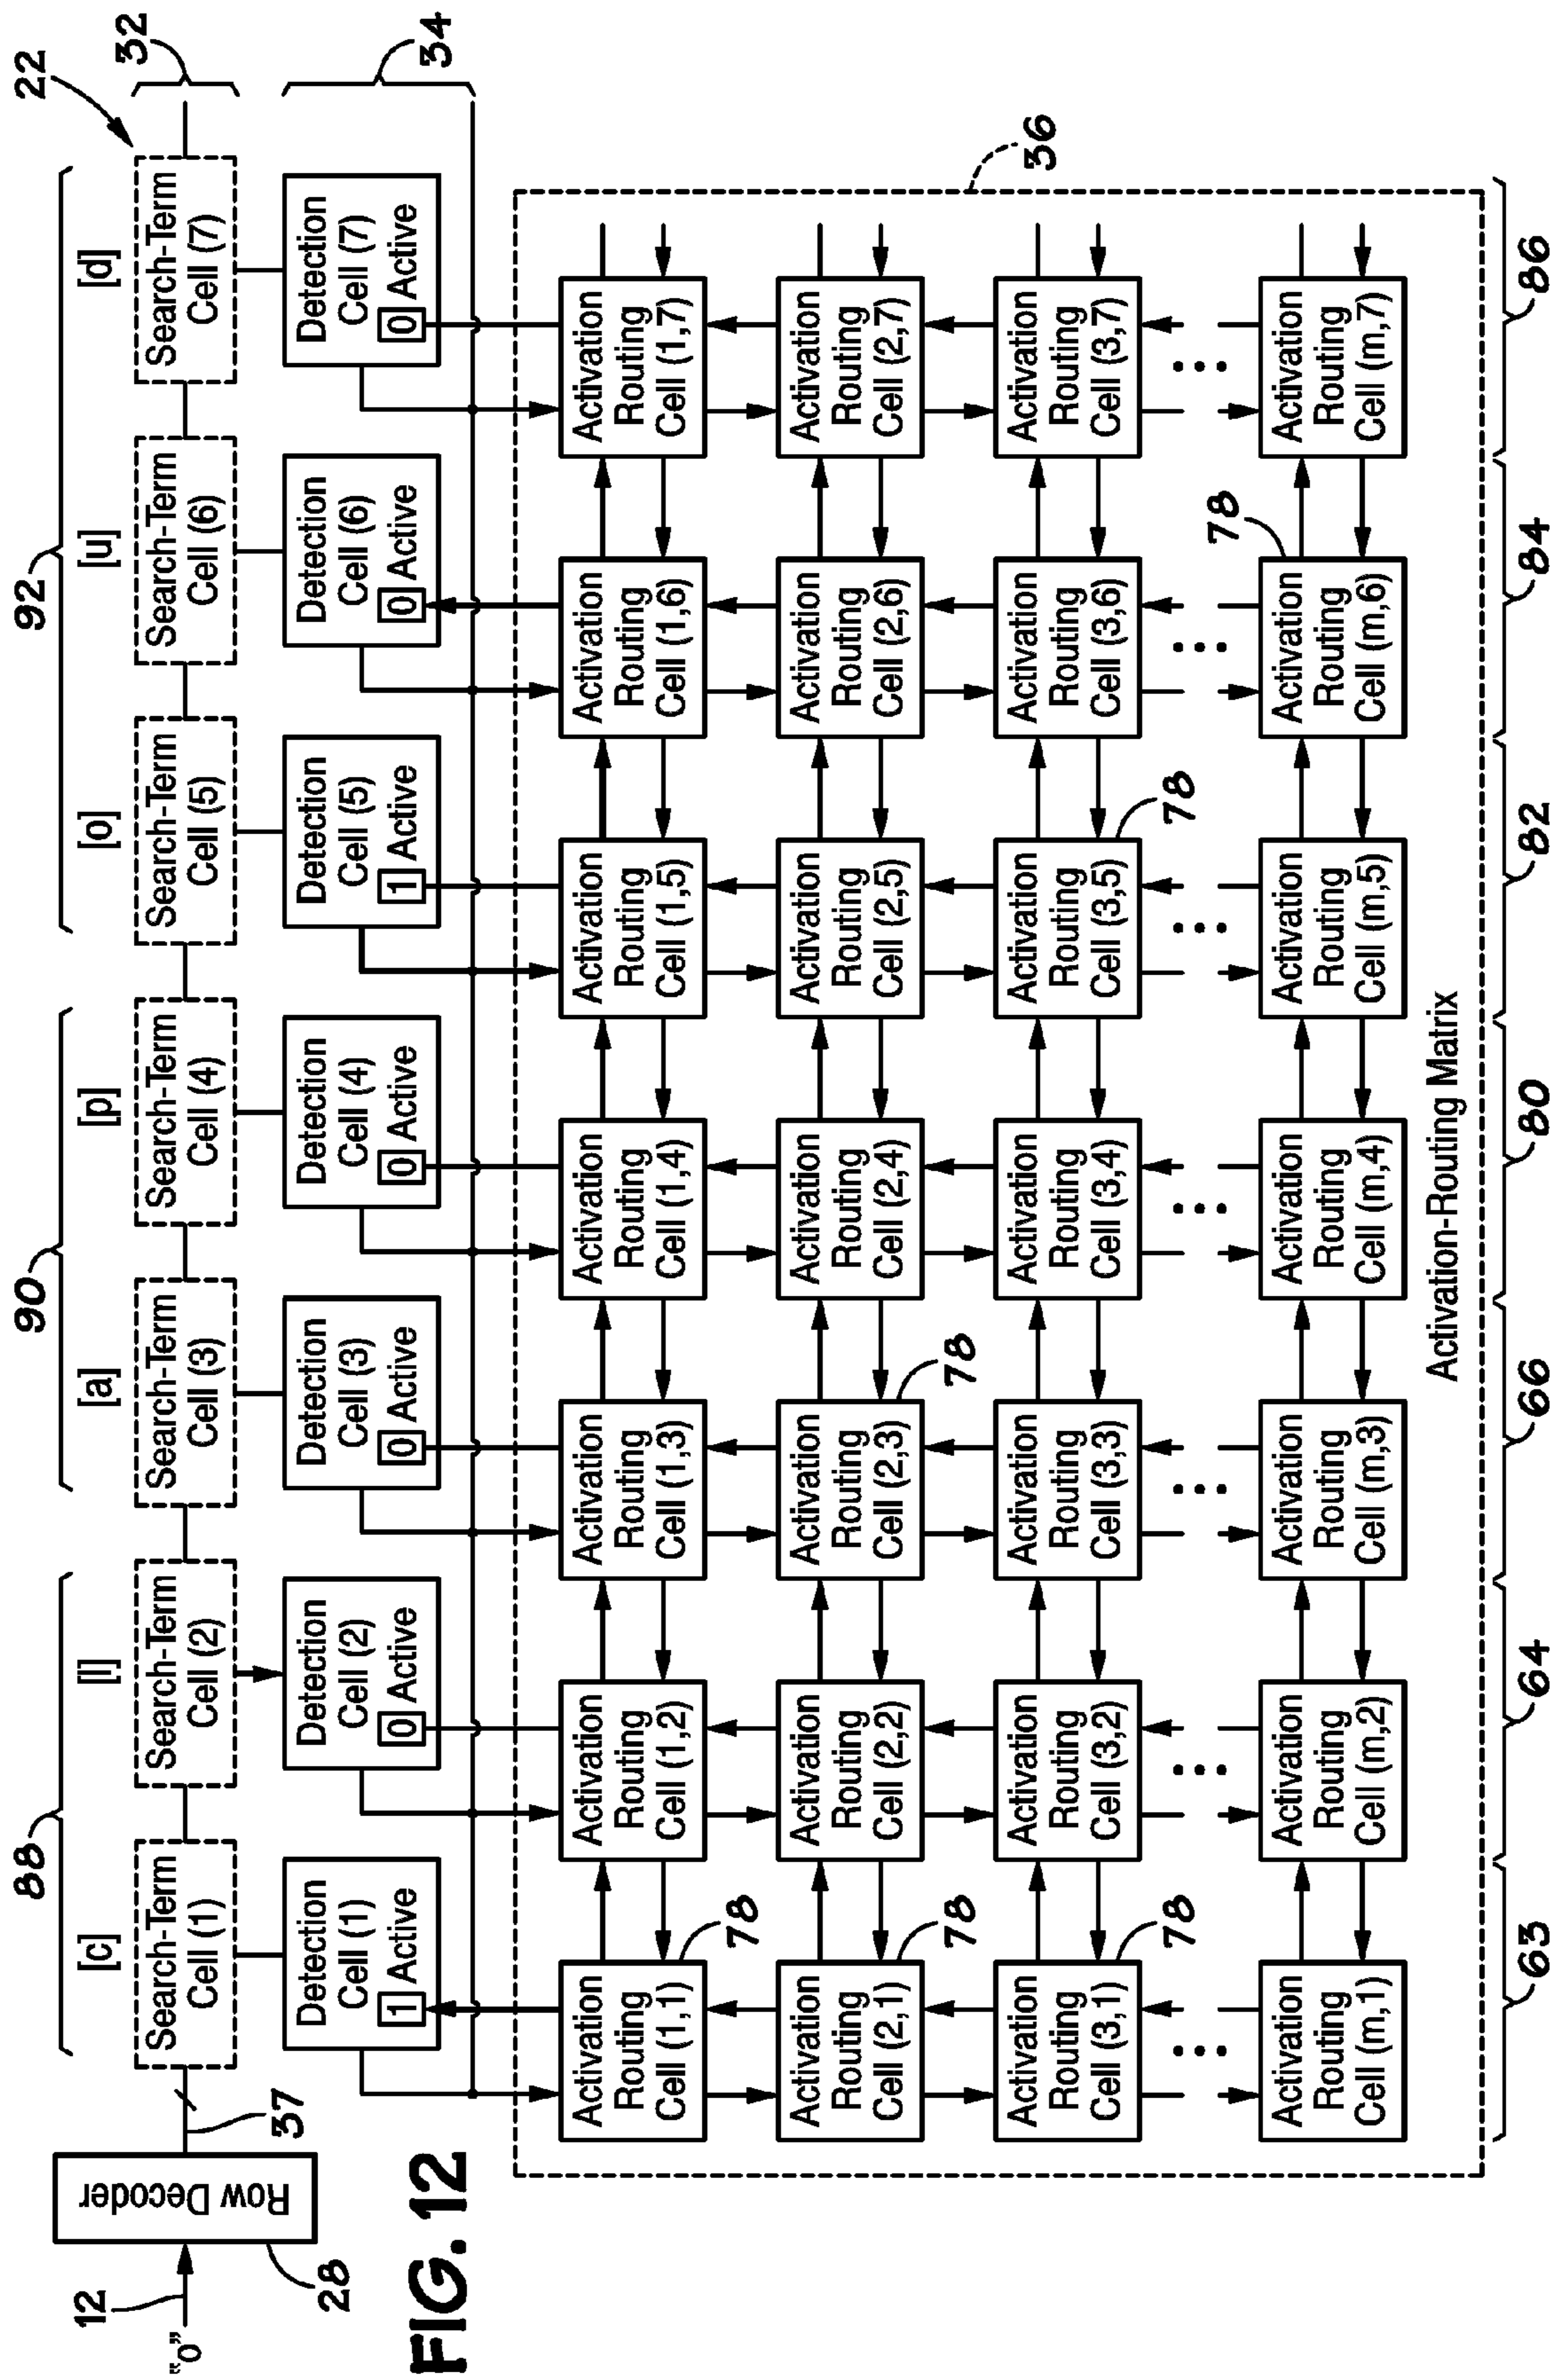 88
90
92
22
[c]
[l]
[a]
[p]
[o]
[u]
[d]
12
"o"
Row Decoder
28
37
Search-Term
Cell (1)
Search-Term
Cell (2)
Search-Term
Cell (3)
Search-Term
Cell (4)
Search-Term
Cell (5)
Search-Term
Cell (6)
Search-Term
Cell (7)
32
Detection
Cell (1)
1 Active
Detection
Cell (2)
0 Active
Detection
Cell (3)
0 Active
Detection
Cell (4)
0 Active
Detection
Cell (5)
1 Active
Detection
Cell (6)
0 Active
Detection
Cell (7)
0 Active
34
FIG. 12
36
Activation
Routing
Cell (1,1)
78
Activation
Routing
Cell (1,2)
Activation
Routing
Cell (1,3)
Activation
Routing
Cell (1,4)
Activation
Routing
Cell (1,5)
Activation
Routing
Cell (1,6)
Activation
Routing
Cell (1,7)
Activation
Routing
Cell (2,1)
78
Activation
Routing
Cell (2,2)
Activation
Routing
Cell (2,3)
78
Activation
Routing
Cell (2,4)
Activation
Routing
Cell (2,5)
Activation
Routing
Cell (2,6)
Activation
Routing
Cell (2,7)
Activation
Routing
Cell (3,1)
78
Activation
Routing
Cell (3,2)
Activation
Routing
Cell (3,3)
Activation
Routing
Cell (3,4)
Activation
Routing
Cell (3,5)
78
Activation
Routing
Cell (3,6)
Activation
Routing
Cell (3,7)
Activation
Routing
Cell (m,1)
Activation
Routing
Cell (m,2)
Activation
Routing
Cell (m,3)
Activation
Routing
Cell (m,4)
Activation
Routing
Cell (m,5)
Activation
Routing
Cell (m,6)
78
Activation
Routing
Cell (m,7)
Activation-Routing Matrix
63
64
66
80
82
84
86